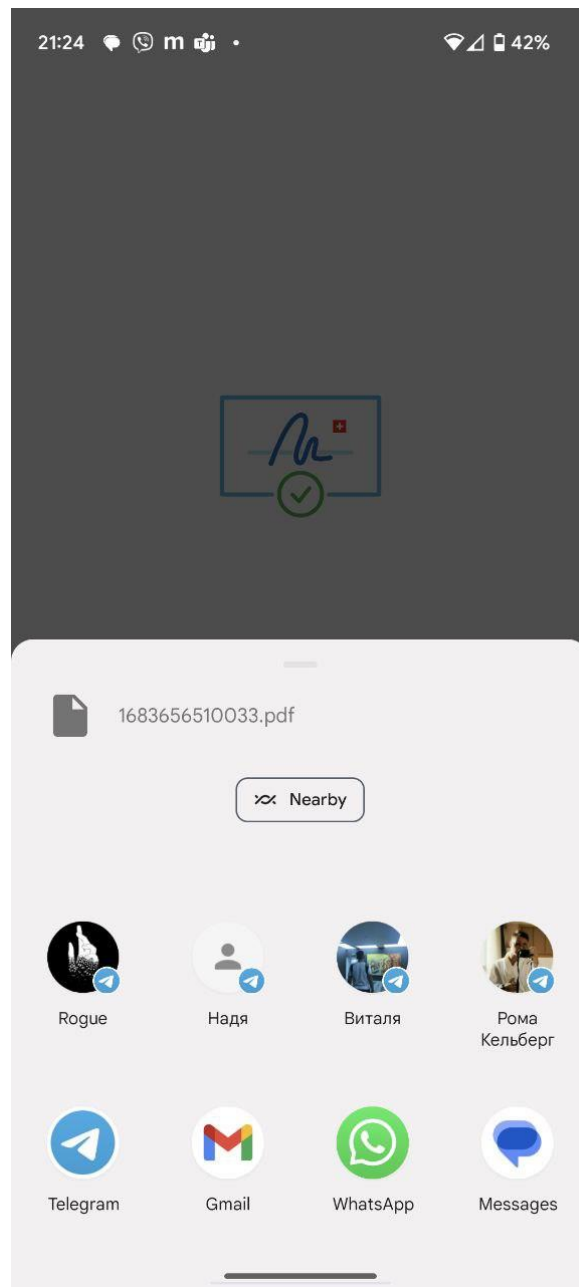 21:24 m 42%
1683656510033.pdf
Nearby
Rogue
Надя
Виталя
Рома
Кельберг
Telegram
Gmail
WhatsApp
Messages